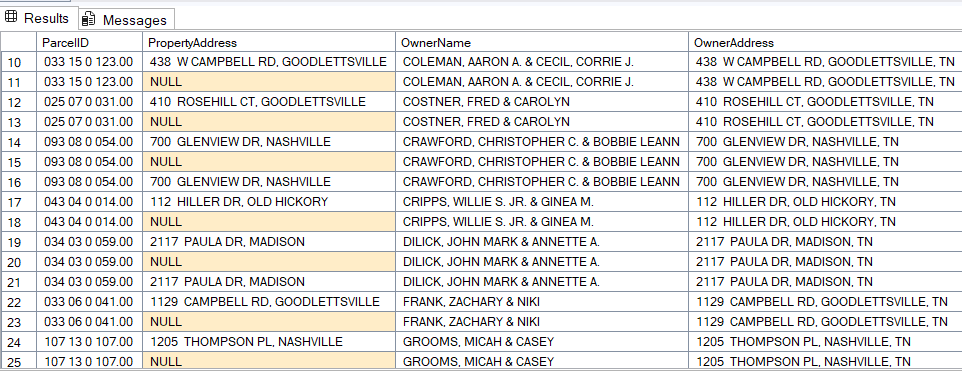 Results Messages
ParcelID PropertyAddress OwnerName OwnerAddress
10 033 15 0 123.00 438 W CAMPBELL RD, GOODLETTSVILLE COLEMAN, AARON A. & CECIL, CORRIE J. 438 W CAMPBELL RD, GOODLETTSVILLE, TN
11 033 15 0 123.00 NULL COLEMAN, AARON A. & CECIL, CORRIE J. 438 W CAMPBELL RD, GOODLETTSVILLE, TN
12 025 07 0 031.00 410 ROSEHILL CT, GOODLETTSVILLE COSTNER, FRED & CAROLYN 410 ROSEHILL CT, GOODLETTSVILLE, TN
13 025 07 0 031.00 NULL COSTNER, FRED & CAROLYN 410 ROSEHILL CT, GOODLETTSVILLE, TN
14 093 08 0 054.00 700 GLENVIEW DR, NASHVILLE CRAWFORD, CHRISTOPHER C. & BOBBIE LEANN 700 GLENVIEW DR, NASHVILLE, TN
15 093 08 0 054.00 NULL CRAWFORD, CHRISTOPHER C. & BOBBIE LEANN 700 GLENVIEW DR, NASHVILLE, TN
16 093 08 0 054.00 700 GLENVIEW DR, NASHVILLE CRAWFORD, CHRISTOPHER C. & BOBBIE LEANN 700 GLENVIEW DR, NASHVILLE, TN
17 043 04 0 014.00 112 HILLER DR, OLD HICKORY CRIPPS, WILLIE S. JR. & GINEA M. 112 HILLER DR, OLD HICKORY, TN
18 043 04 0 014.00 NULL CRIPPS, WILLIE S. JR. & GINEA M. 112 HILLER DR, OLD HICKORY, TN
19 034 03 0 059.00 2117 PAULA DR, MADISON DILICK, JOHN MARK & ANNETTE A. 2117 PAULA DR, MADISON, TN
20 034 03 0 059.00 NULL DILICK, JOHN MARK & ANNETTE A. 2117 PAULA DR, MADISON, TN
21 034 03 0 059.00 2117 PAULA DR, MADISON DILICK, JOHN MARK & ANNETTE A. 2117 PAULA DR, MADISON, TN
22 033 06 0 041.00 1129 CAMPBELL RD, GOODLETTSVILLE FRANK, ZACHARY & NIKI 1129 CAMPBELL RD, GOODLETTSVILLE, TN
23 033 06 0 041.00 NULL FRANK, ZACHARY & NIKI 1129 CAMPBELL RD, GOODLETTSVILLE, TN
24 107 13 0 107.00 1205 THOMPSON PL, NASHVILLE GROOMS, MICAH & CASEY 1205 THOMPSON PL, NASHVILLE, TN
25 107 13 0 107.00 NULL GROOMS, MICAH & CASEY 1205 THOMPSON PL, NASHVILLE, TN